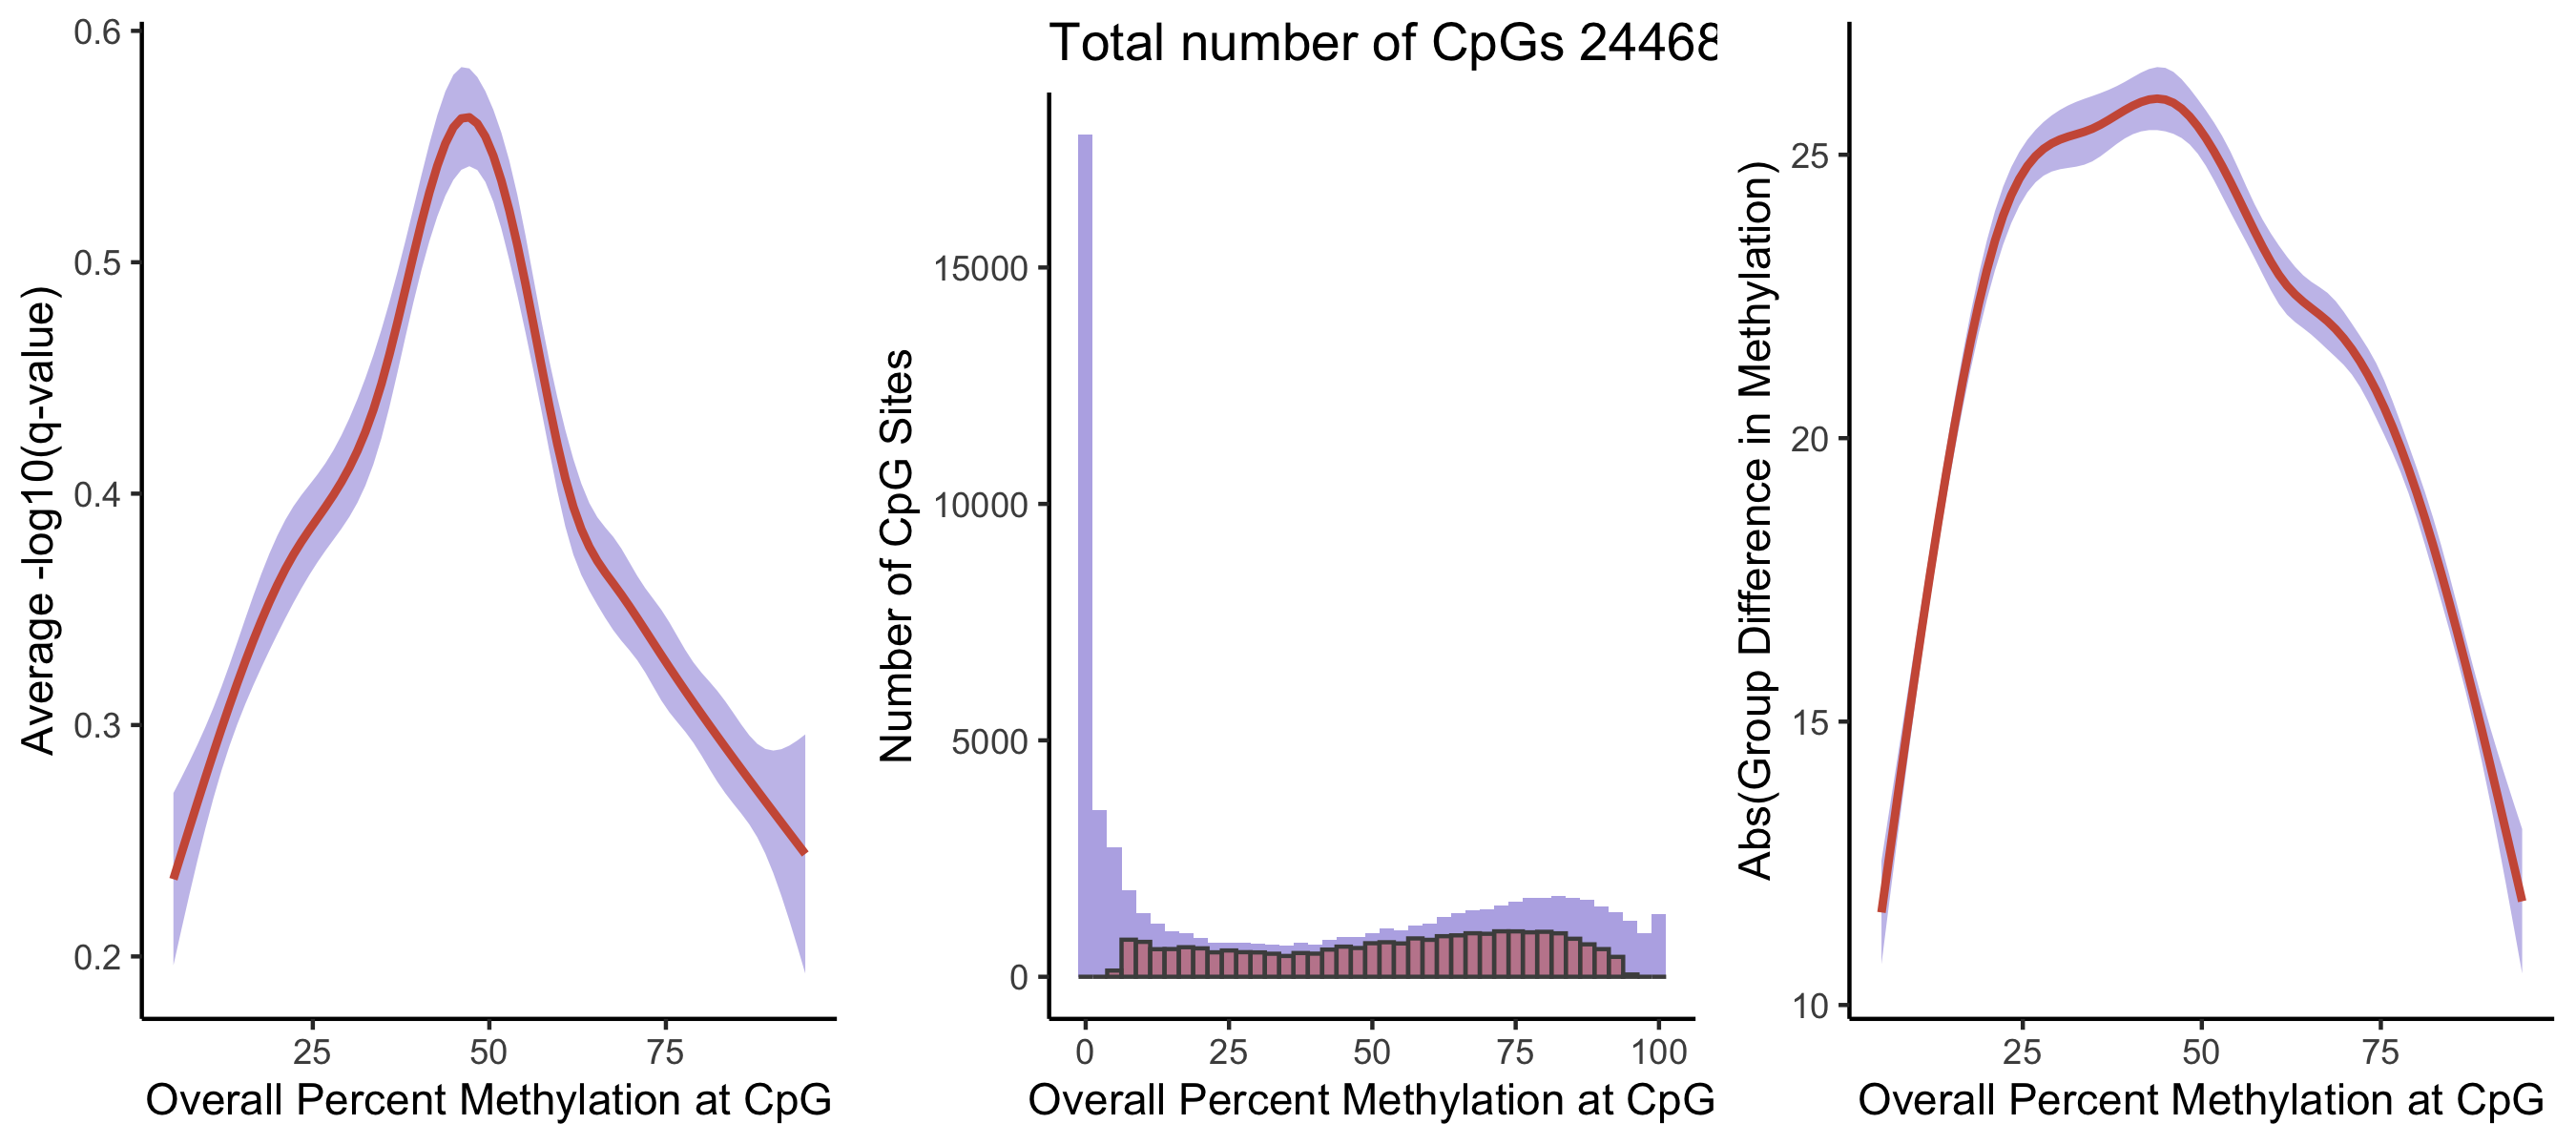 Average -log10(q-value)
0.6
0.5
0.4
0.3
0.2
25 50 75
Overall Percent Methylation at CpG
Total number of CpGs 24468
Number of CpG Sites
15000
10000
5000
0
0 25 50 75 100
Overall Percent Methylation at CpG
Abs(Group Difference in Methylation)
25
20
15
10
25 50 75
Overall Percent Methylation at CpG